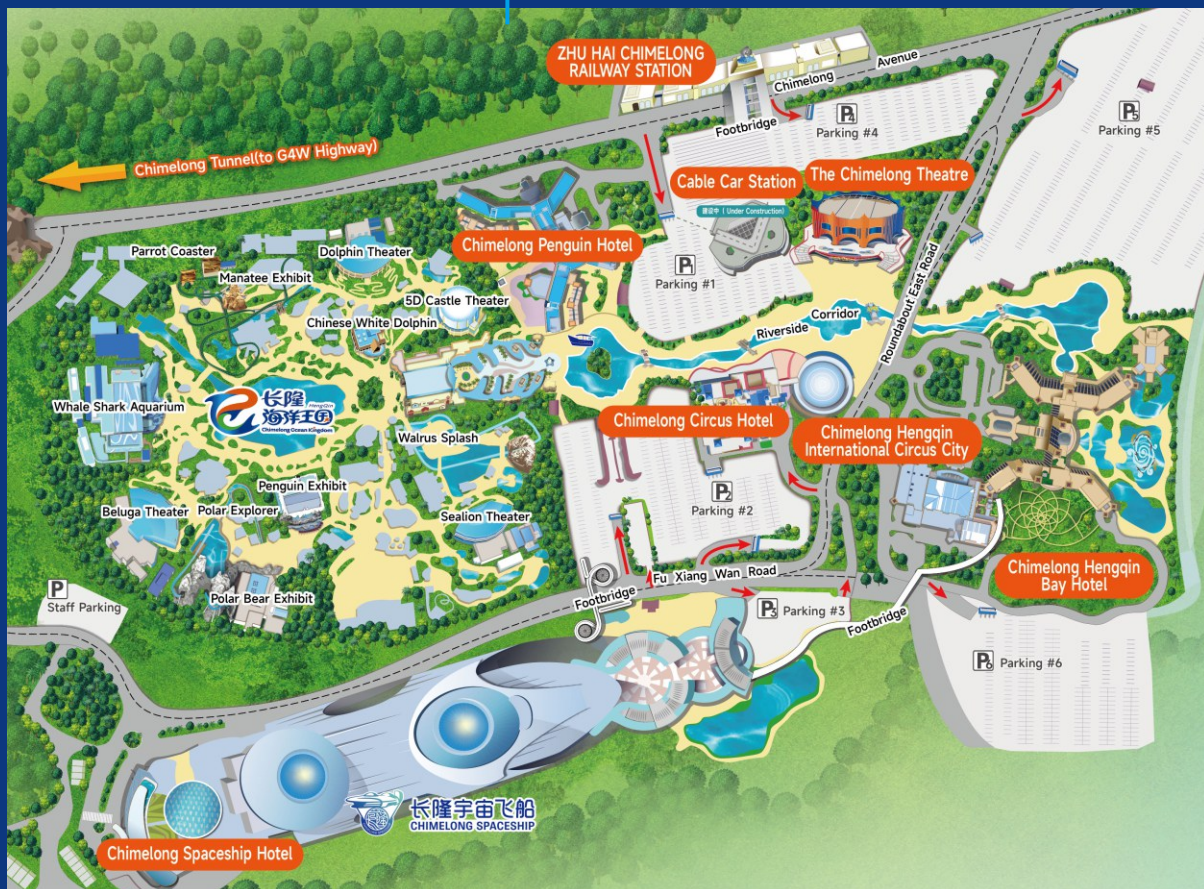 ZHU HAI CHIMELONG
RAILWAY STATION
Chimelong Avenue
Footbridge
P4
Parking #4
P5
Parking #5
Chimelong Tunnel(to G4W Highway)
Cable Car Station
The Chimelong Theatre
建设中 ( Under Construction)
Chimelong Penguin Hotel
Parrot Coaster
Dolphin Theater
Manatee Exhibit
P1
Parking #1
5D Castle Theater
Chinese White Dolphin
Riverside Corridor
Roundabout East Road
长隆
HengQin
海洋王国
Chimelong Ocean Kingdom
Whale Shark Aquarium
Chimelong Circus Hotel
Chimelong Hengqin
International Circus City
Walrus Splash
Penguin Exhibit
Beluga Theater
Polar Explorer
Sealion Theater
P2
Parking #2
Polar Bear Exhibit
P
Staff Parking
Fu Xiang Wan Road
Footbridge
P3
Parking #3
Footbridge
Chimelong Hengqin
Bay Hotel
P6
Parking #6
长隆宇宙飞船
CHIMELONG SPACESHIP
Chimelong Spaceship Hotel